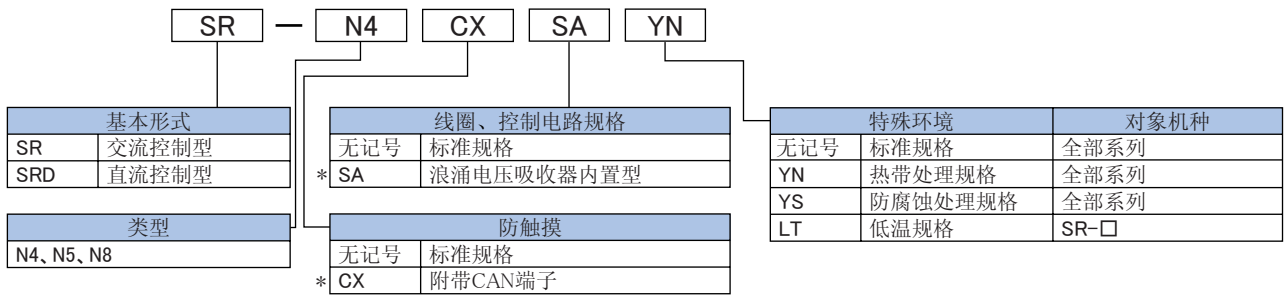 SR — N4 CX SA YN
基本形式
SR 交流控制型
SRD 直流控制型
类型
N4、N5、N8
线圈、控制电路规格
无记号 标准规格
* SA 浪涌电压吸收器内置型
防触摸
无记号 标准规格
* CX 附带CAN端子
特殊环境 对象机种
无记号 标准规格 全部系列
YN 热带处理规格 全部系列
YS 防腐蚀处理规格 全部系列
LT 低温规格 SR-□